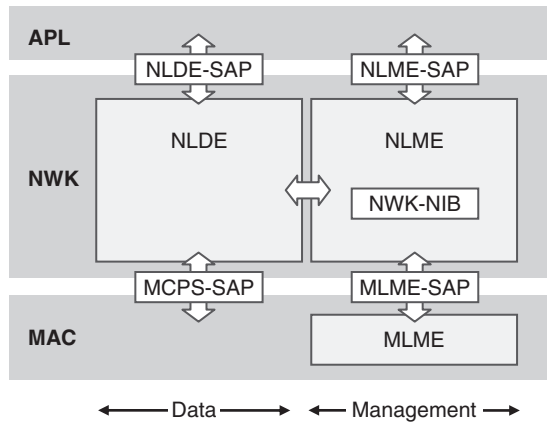 APL
NLDE-SAP
NLME-SAP
NWK
NLDE
NLME
NWK-NIB
MCPS-SAP
MLME-SAP
MAC
MLME
Data
Management